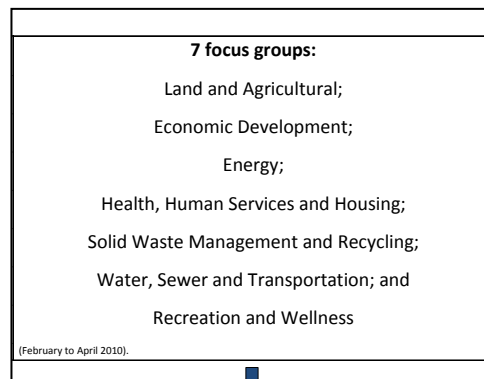 7 focus groups:
Land and Agricultural;
Economic Development;
Energy;
Health, Human Services and Housing;
Solid Waste Management and Recycling;
Water, Sewer and Transportation; and
Recreation and Wellness
(February to April 2010).